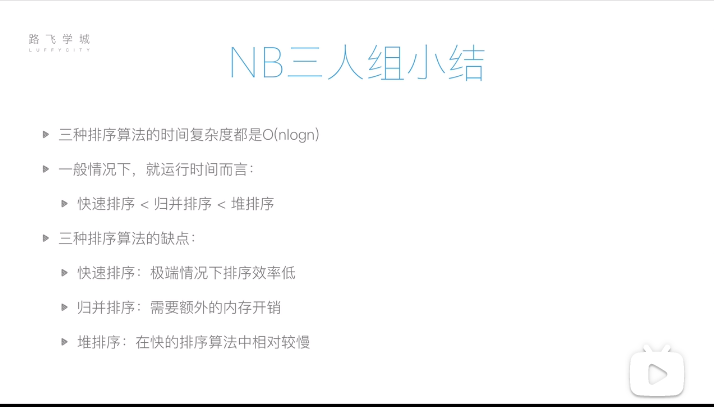 路飞学城
LUFFYCITY
NB三人组小结
三种排序算法的时间复杂度都是O(nlogn)
一般情况下，就运行时间而言：
快速排序 < 归并排序 < 堆排序
三种排序算法的缺点：
快速排序：极端情况下排序效率低
归并排序：需要额外的内存开销
堆排序：在快的排序算法中相对较慢